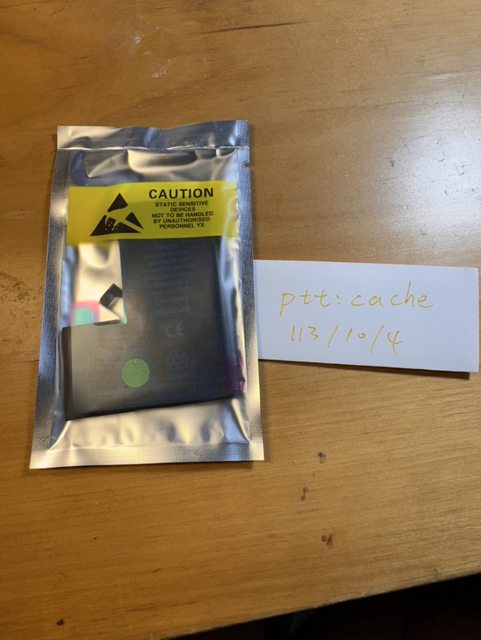 CAUTION
STATIC SENSITIVE
DEVICES
NOT TO BE HANDLED
BY UNAUTHORISED
PERSONNEL YX
CE
ptt: cache
113/10/4